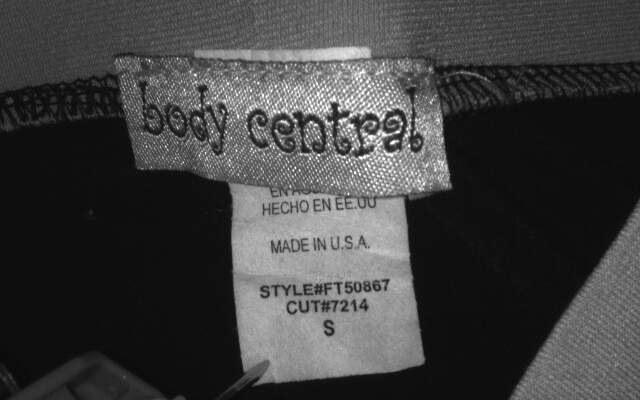 body central
HECHO EN EE.UU
MADE IN U.S.A.
STYLE#FT50867
CUT#7214
S